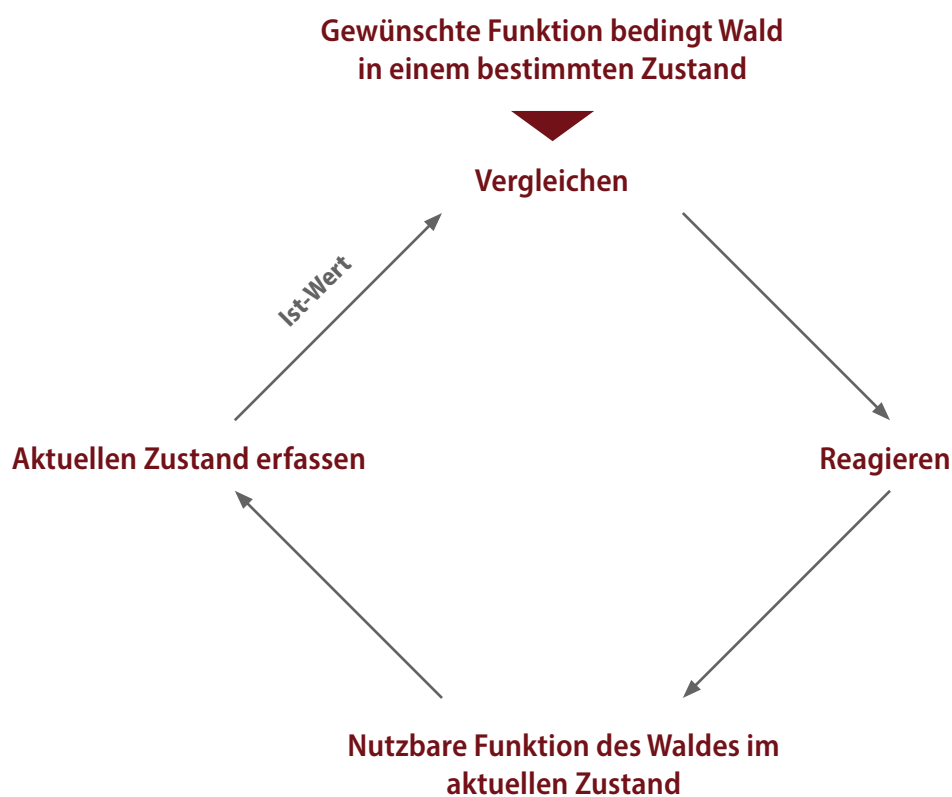 Gewünschte Funktion bedingt Wald
in einem bestimmten Zustand
Vergleichen
Ist-Wert
Aktuellen Zustand erfassen
Reagieren
Nutzbare Funktion des Waldes im
aktuellen Zustand